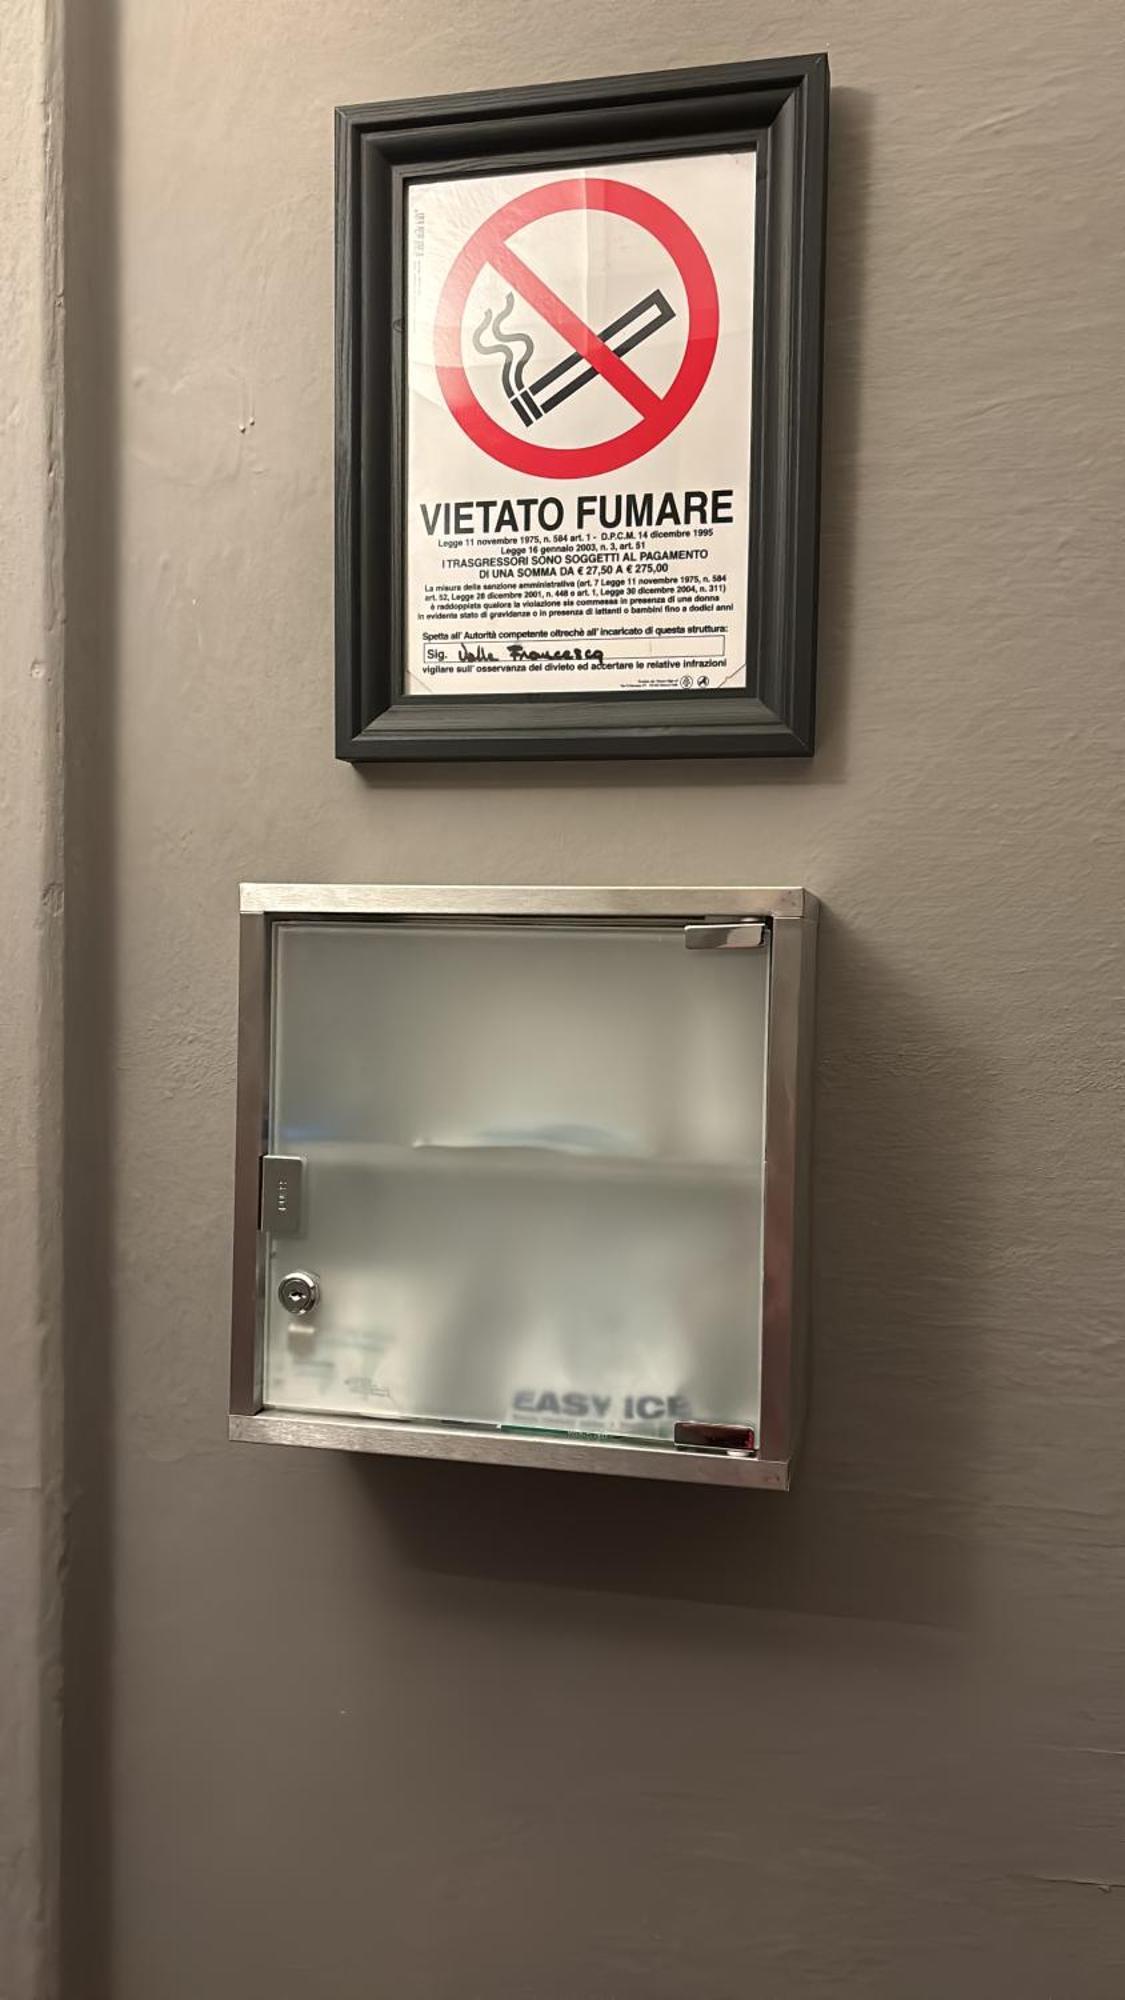 VIETATO FUMARE
Legge 11 novembre 1975, n. 584 art. 1 - D.P.C.M. 14 dicembre 1995
Legge 16 gennaio 2003, n. 3, art. 51
I TRASGRESSORI SONO SOGGETTI AL PAGAMENTO
DI UNA SOMMA DA € 27,50 A € 275,00
La misura della sanzione amministrativa (art. 7 Legge 11 novembre 1975, n. 584
art. 52, Legge 28 dicembre 2001, n. 448 e art. 1, Legge 30 dicembre 2004, n. 311)
è raddoppiata qualora la violazione sia commessa in presenza di una donna
in evidente stato di gravidanza o in presenza di lattanti o bambini fino a dodici anni
Spetta all' Autorità competente oltrechè all' incaricato di questa struttura:
Sig. Valle Francesca
vigilare sull' osservanza del divieto ed accertare le relative infrazioni
EASY ICE